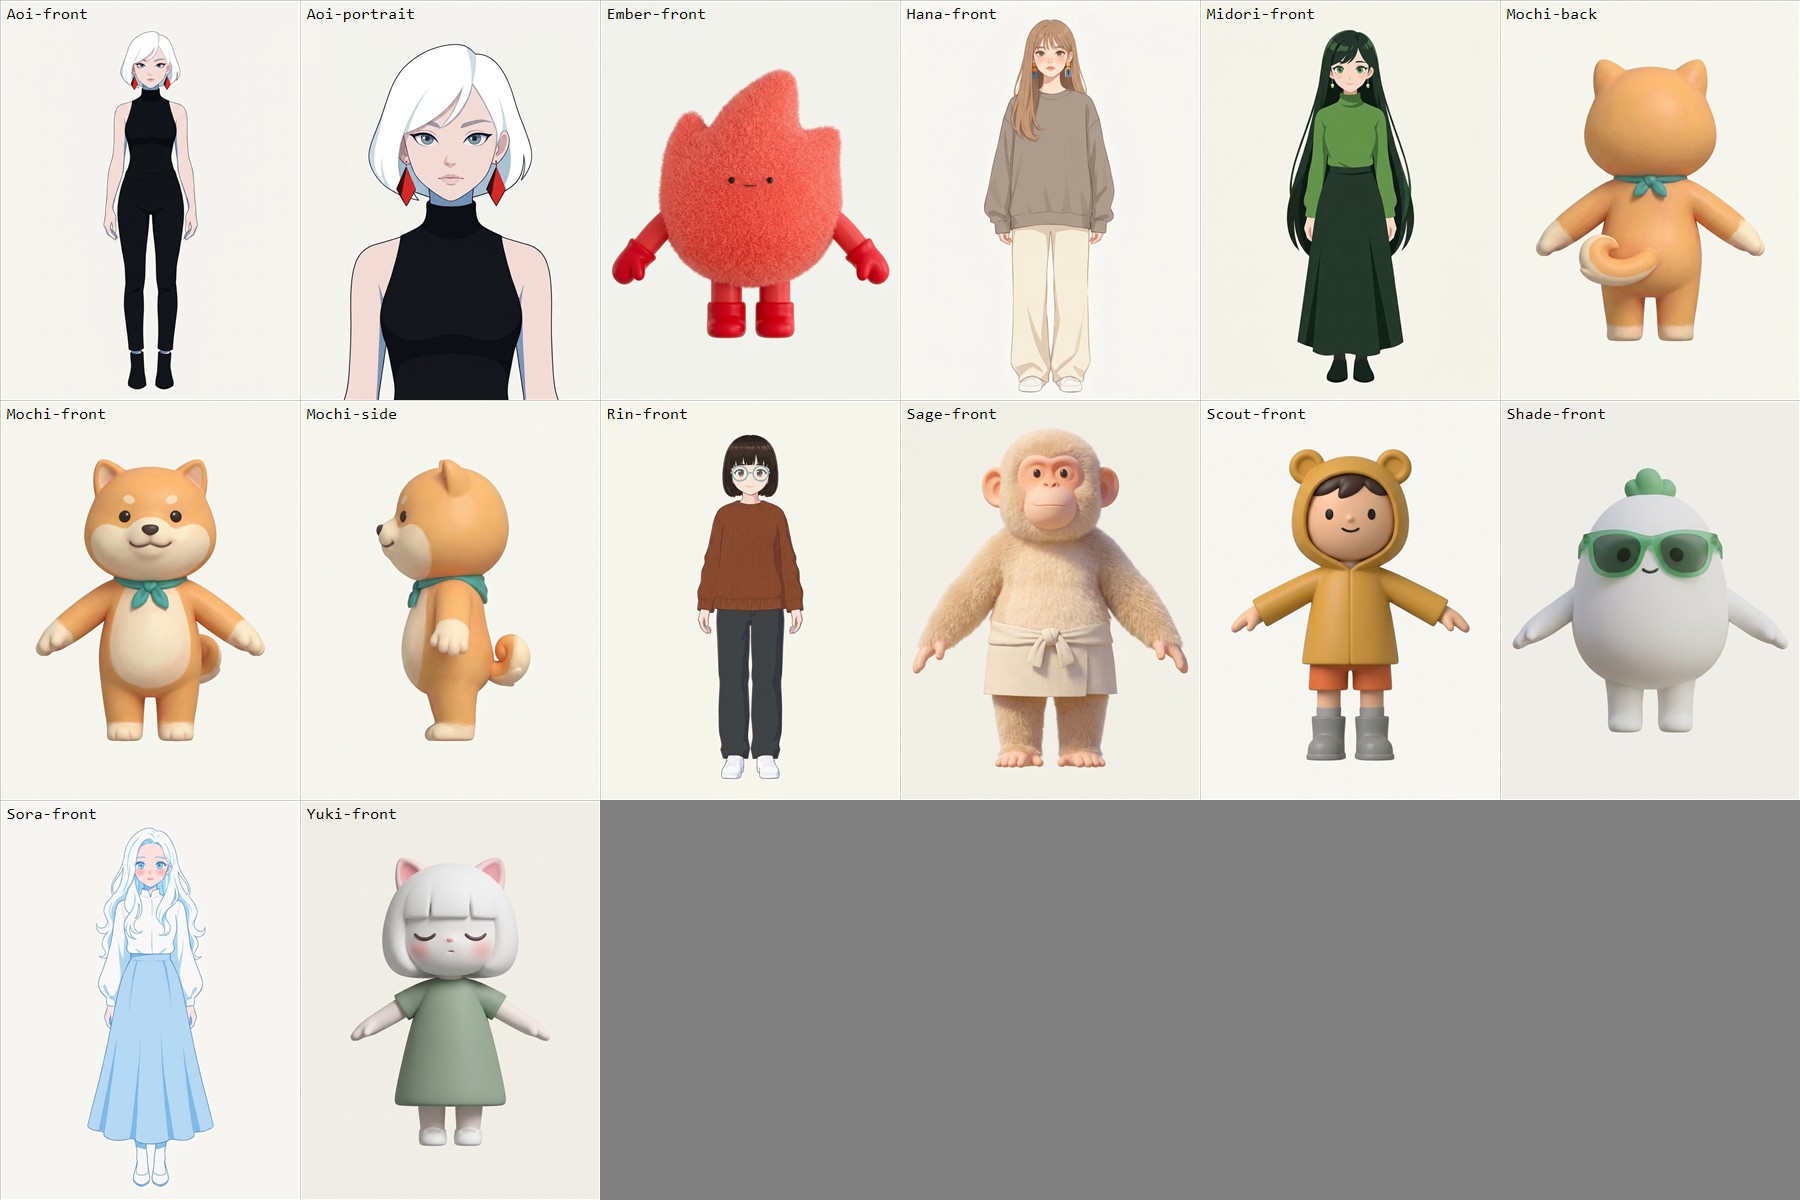 Aoi-front
Aoi-portrait
Ember-front
Hana-front
Midori-front
Mochi-back
Mochi-front
Mochi-side
Rin-front
Sage-front
Scout-front
Shade-front
Sora-front
Yuki-front